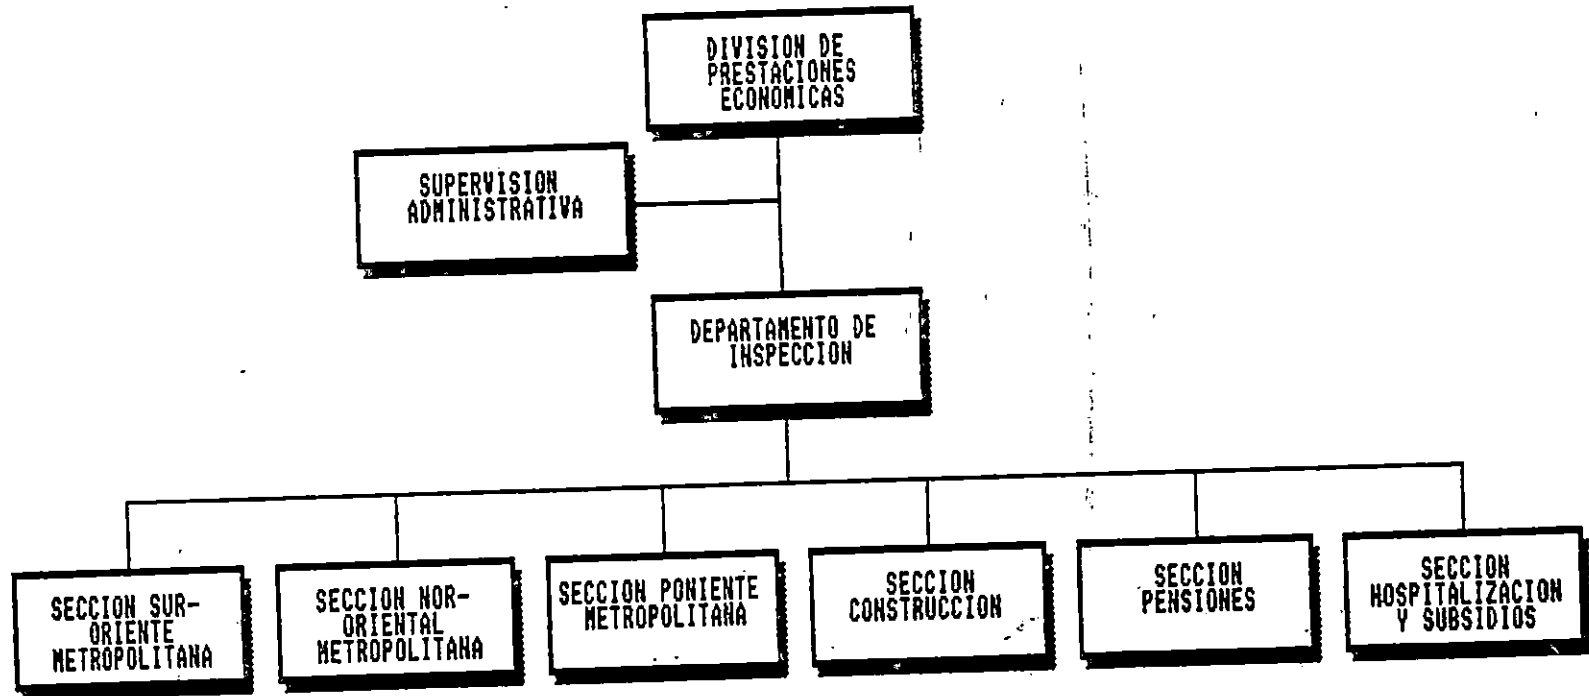 DIVISION DE
PRESTACIONES
ECONOMICAS
SUPERVISION
ADMINISTRATIVA
DEPARTAMENTO DE
INSPECCION
SECCION SUR-
ORIENTE
METROPOLITANA
SECCION NOR-
ORIENTAL
METROPOLITANA
SECCION PONIENTE
METROPOLITANA
SECCION
CONSTRUCCION
SECCION
PENSIONES
SECCION
HOSPITALIZACION
Y SUBSIDIOS